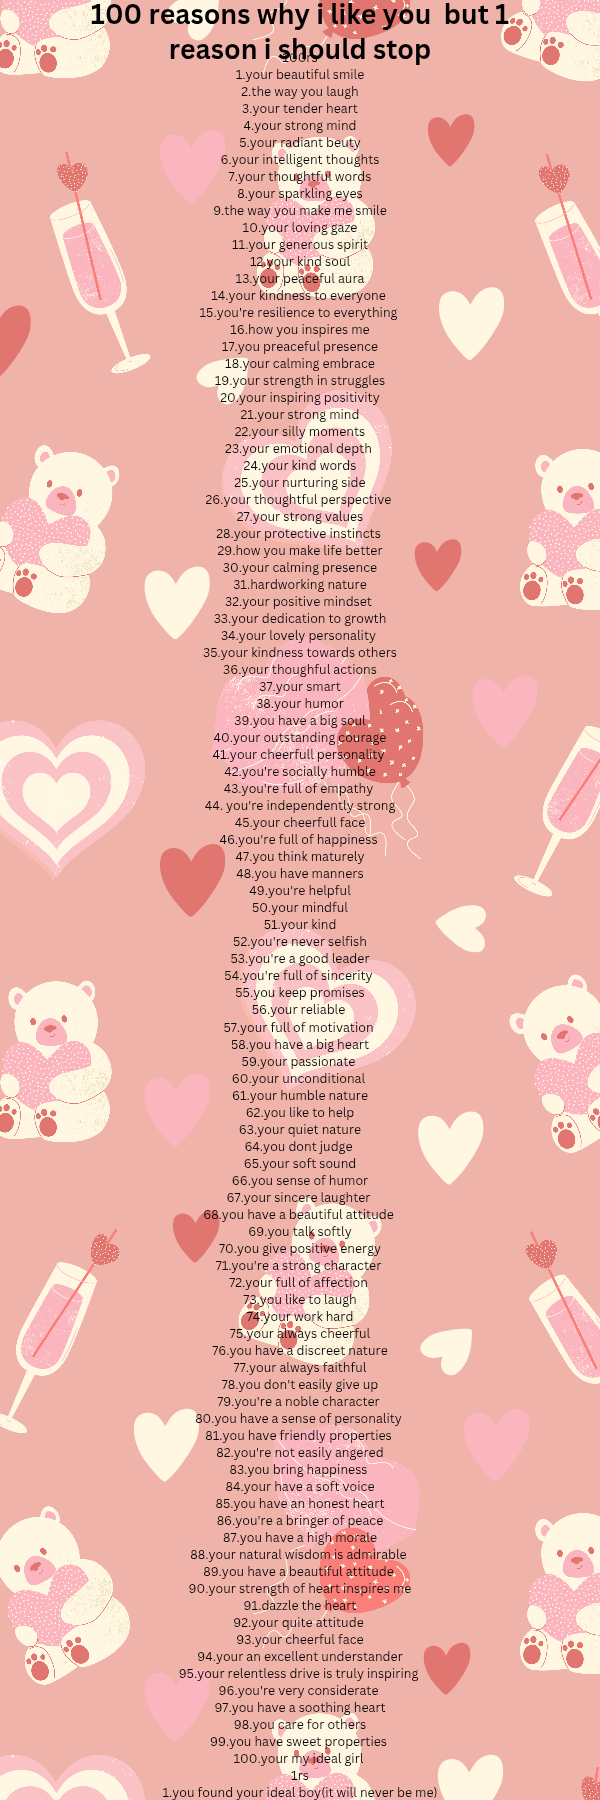 100 reasons why i like you but 1
reason i should stop
100rs
1.your beautiful smile
2.the way you laugh
3.your tender heart
4.your strong mind
5.your radiant beuty
6.your intelligent thoughts
7.your thoughtful words
8.your sparkling eyes
9.the way you make me smile
10.your loving gaze
11.your generous spirit
12.your kind soul
13.your peaceful aura
14.your kindness to everyone
15.you're resilience to everything
16.how you inspires me
17.you preaceful presence
18.your calming embrace
19.your strength in struggles
20.your inspiring positivity
21.your strong mind
22.your silly moments
23.your emotional depth
24.your kind words
25.your nurturing side
26.your thoughtful perspective
27.your strong values
28.your protective instincts
29.how you make life better
30.your calming presence
31.hardworking nature
32.your positive mindset
33.your dedication to growth
34.your lovely personality
35.your kindness towards others
36.your thoughful actions
37.your smart
38.your humor
39.you have a big soul
40.your outstanding courage
41.your cheerfull personality
42.you're socially humble
43.you're full of empathy
44. you're independently strong
45.your cheerfull face
46.you're full of happiness
47.you think maturely
48.you have manners
49.you're helpful
50.your mindful
51.your kind
52.you're never selfish
53.you're a good leader
54.you're full of sincerity
55.you keep promises
56.your reliable
57.your full of motivation
58.you have a big heart
59.your passionate
60.your unconditional
61.your humble nature
62.you like to help
63.your quiet nature
64.you dont judge
65.your soft sound
66.you sense of humor
67.your sincere laughter
68.you have a beautiful attitude
69.you talk softly
70.you give positive energy
71.you're a strong character
72.your full of affection
73.you like to laugh
74.your work hard
75.your always cheerful
76.you have a discreet nature
77.your always faithful
78.you don't easily give up
79.you're a noble character
80.you have a sense of personality
81.you have friendly properties
82.you're not easily angered
83.you bring happiness
84.your have a soft voice
85.you have an honest heart
86.you're a bringer of peace
87.you have a high morale
88.your natural wisdom is admirable
89.you have a beautiful attitude
90.your strength of heart inspires me
91.dazzle the heart
92.your quite attitude
93.your cheerful face
94.your an excellent understander
95.your relentless drive is truly inspiring
96.you're very considerate
97.you have a soothing heart
98.you care for others
99.you have sweet properties
100.your my ideal girl
1rs
1.you found your ideal boy(it will never be me)